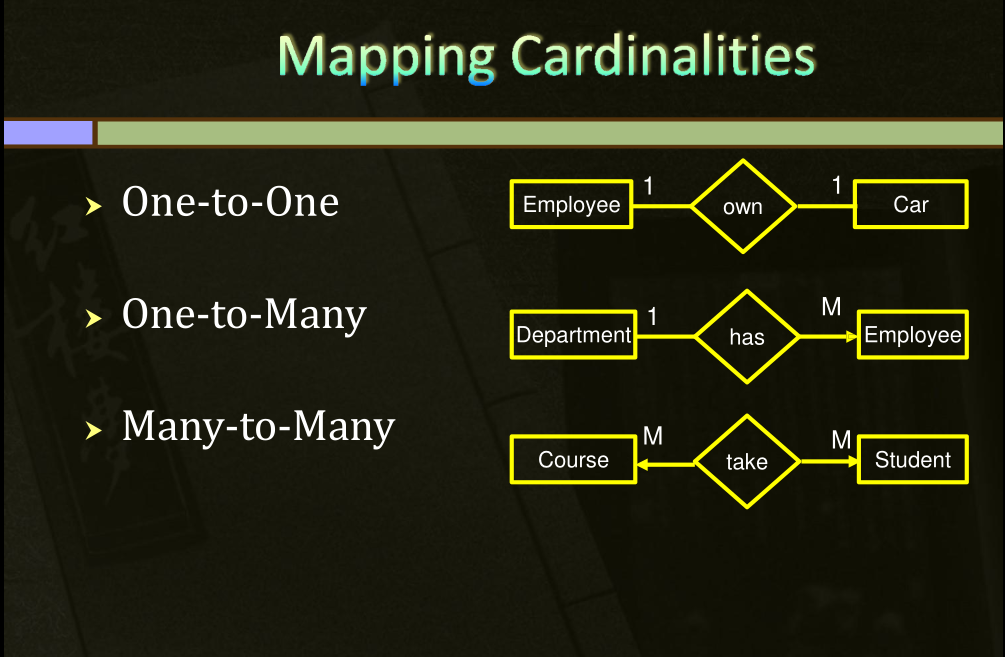 Mapping Cardinalities
One-to-One
Employee 1 own 1 Car
One-to-Many
Department 1 has M Employee
Many-to-Many
Course M take M Student